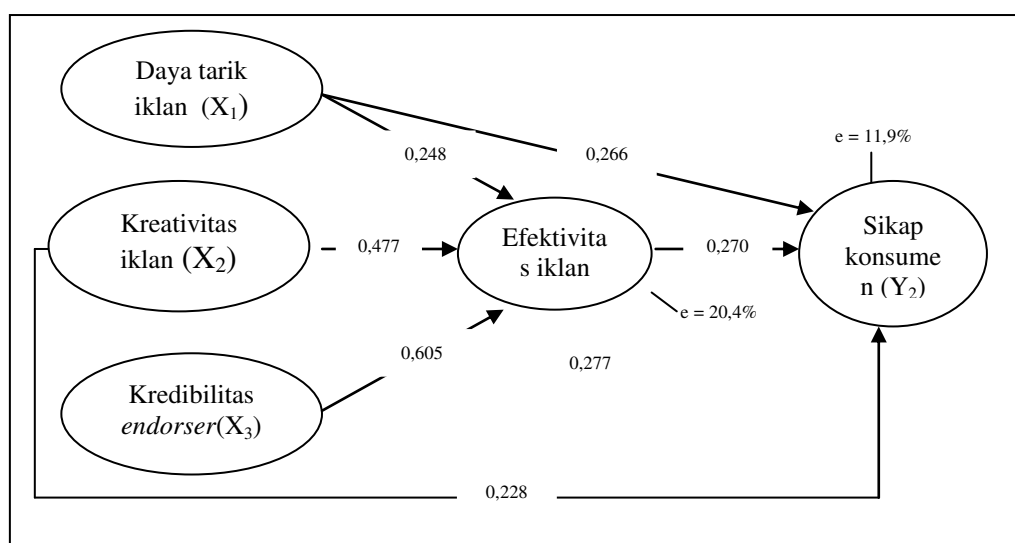 Daya tarik
iklan (X₁)
0,248
0,266
e = 11,9%
Kreativitas
iklan (X₂)
0,477
Efektivita
s iklan
0,270
Sikap
konsume
n (Y₂)
e = 20,4%
0,605
0,277
Kredibilitas
endorser(X₃)
0,228